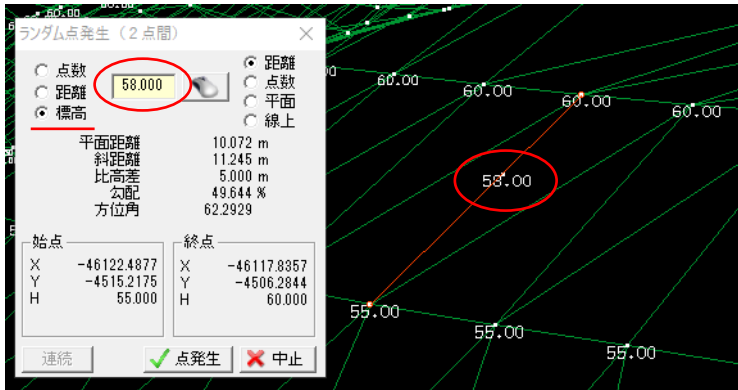 ランダム点発生（２点間）
点数
距離
標高
58.000
距離
点数
平面
線上
平面距離 10.072 m
斜距離 11.245 m
比高差 5.000 m
勾配 49.644 %
方位角 62.2929
始点
X -46122.4877
Y -4515.2175
H 55.000
終点
X -46117.8357
Y -4506.2844
H 60.000
連続
点発生
中止
60.00
60.00
60.00
60.00
60.00
58.00
55.00
55.00
55.00